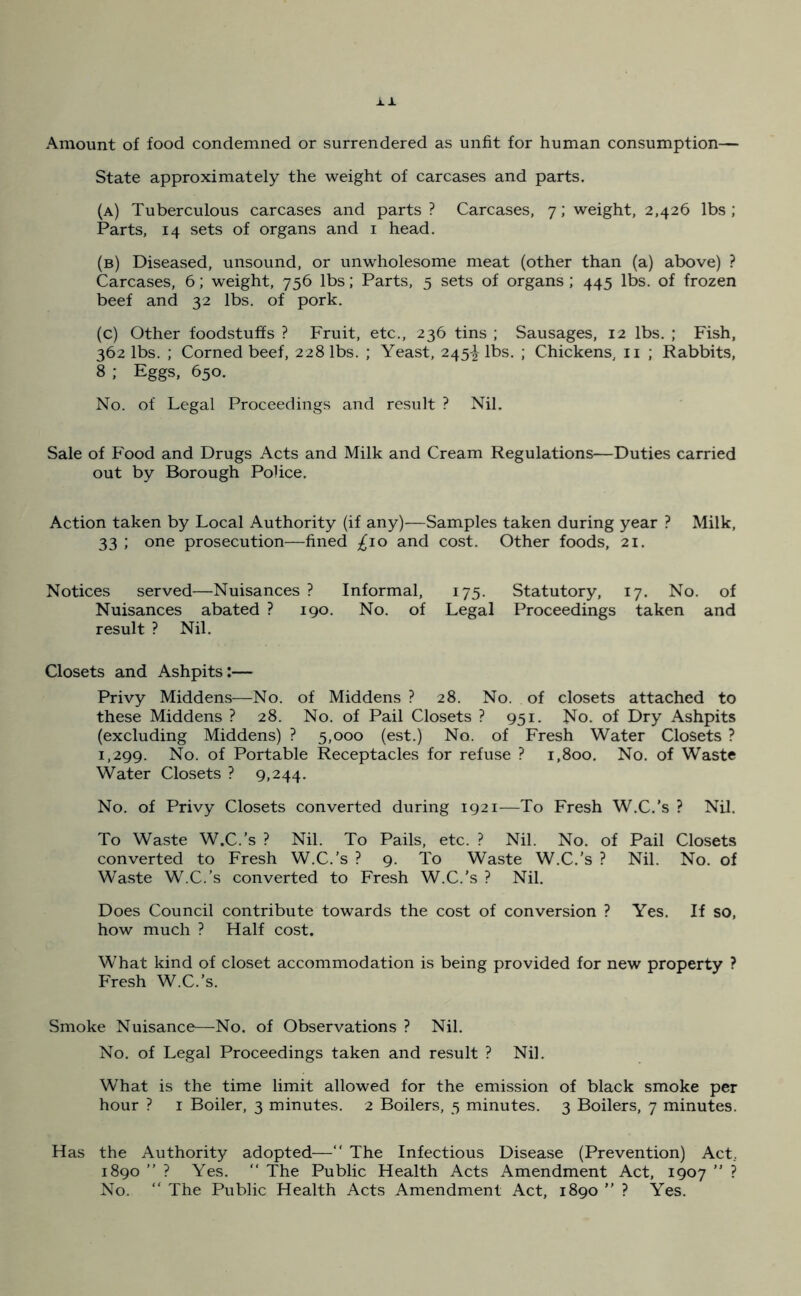 11
Amount of food condemned or surrendered as unfit for human consumption—
State approximately the weight of carcases and parts.
(A) Tuberculous carcases and parts ? Carcases, 7 ; weight, 2,426 lbs ;
Parts, 14 sets of organs and 1 head.
(B) Diseased, unsound, or unwholesome meat (other than (a) above) ?
Carcases, 6 ; weight, 756 lbs ; Parts, 5 sets of organs ; 445 lbs. of frozen
beef and 32 lbs. of pork.
(C) Other foodstuffs ? Fruit, etc., 236 tins ; Sausages, 12 lbs. ; Fish,
362 lbs. ; Corned beef, 228 lbs. ; Yeast, 245½ lbs. ; Chickens, 11 ; Rabbits,
8 ; Eggs, 650.
No. of Legal Proceedings and result ? Nil.
Sale of Food and Drugs Acts and Milk and Cream Regulations—Duties carried
out by Borough Police.
Action taken by Local Authority (if any)—Samples taken during year ? Milk,
33 ; one prosecution—fined £10 and cost. Other foods, 21.
Notices served—Nuisances ? Informal, 175. Statutory, 17. No. of
Nuisances abated ? 190. No. of Legal Proceedings taken and
result ? Nil.
Closets and Ashpits :—
Privy Middens—No. of Middens ? 28. No. of closets attached to
these Middens ? 28. No. of Pail Closets ? 951. No. of Dry Ashpits
(excluding Middens) ? 5,000 (est.) No. of Fresh Water Closets ?
1,299. No. of Portable Receptacles for refuse ? 1,800. No. of Waste
Water Closets ? 9,244.
No. of Privy Closets converted during 1921—To Fresh W.C.'s ? Nil.
To Waste W.C.'s ? Nil. To Pails, etc. ? Nil. No. of Pail Closets
converted to Fresh W.C.'s ? 9. To Waste W.C.'s ? Nil. No. of
Waste W.C.'s converted to Fresh W.C.'s ? Nil.
Does Council contribute towards the cost of conversion ? Yes. If so,
how much ? Half cost.
What kind of closet accommodation is being provided for new property ?
Fresh W.C.'s.
Smoke Nuisance—No. of Observations ? Nil.
No. of Legal Proceedings taken and result ? Nil.
What is the time limit allowed for the emission of black smoke per
hour ? 1 Boiler, 3 minutes. 2 Boilers, 5 minutes. 3 Boilers, 7 minutes.
Has the Authority adopted—" The Infectious Disease (Prevention) Act,
1890 " ? Yes. " The Public Health Acts Amendment Act, 1907 " ?
No. " The Public Health Acts Amendment Act, 1890 " ? Yes.